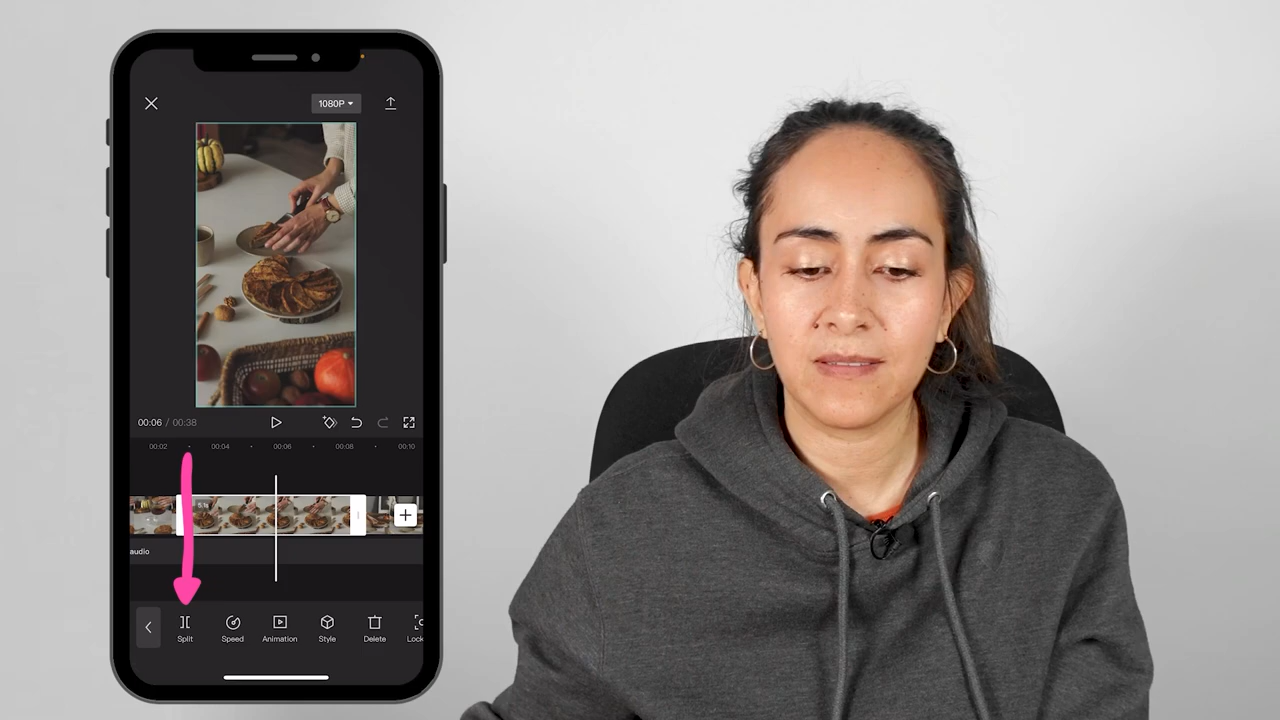 1080P
00:06 / 00:38
00:02 00:04 00:06 00:08 00:10
audio
Split Speed Animation Style Delete Lock